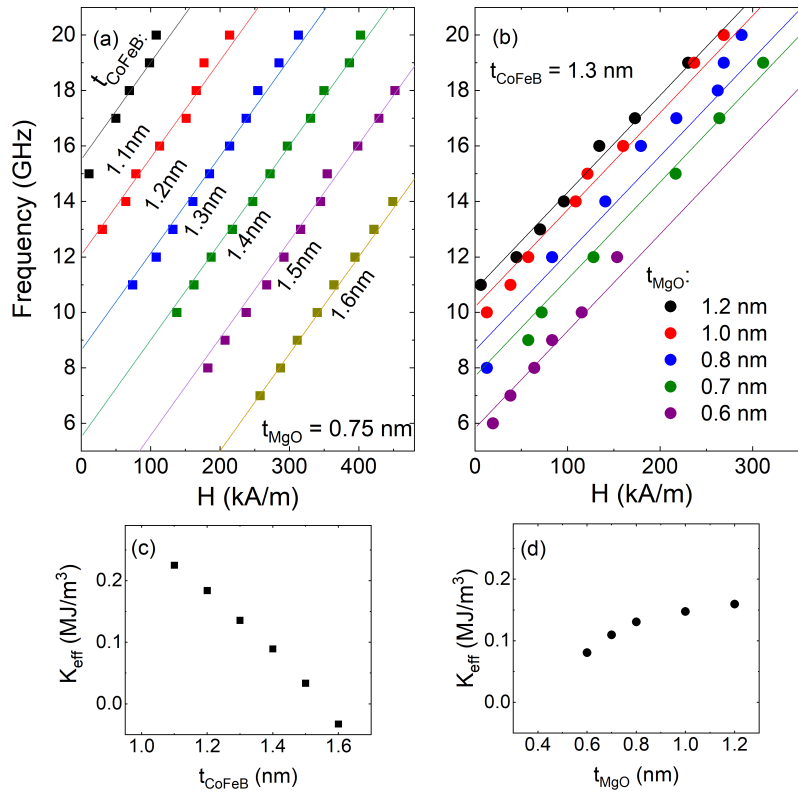 (a)
t_CoFeB:
1.1nm
1.2nm
1.3nm
1.4nm
1.5nm
1.6nm
t_MgO = 0.75 nm
20
18
16
14
12
10
8
6
Frequency (GHz)
0 100 200 300 400
H (kA/m)
(b)
t_CoFeB = 1.3 nm
t_MgO:
1.2 nm
1.0 nm
0.8 nm
0.7 nm
0.6 nm
20
18
16
14
12
10
8
6
0 100 200 300
H (kA/m)
(c)
0.2
0.1
0.0
K_eff (MJ/m³)
1.0 1.2 1.4 1.6
t_CoFeB (nm)
(d)
0.2
0.1
0.0
K_eff (MJ/m³)
0.4 0.6 0.8 1.0 1.2
t_MgO (nm)